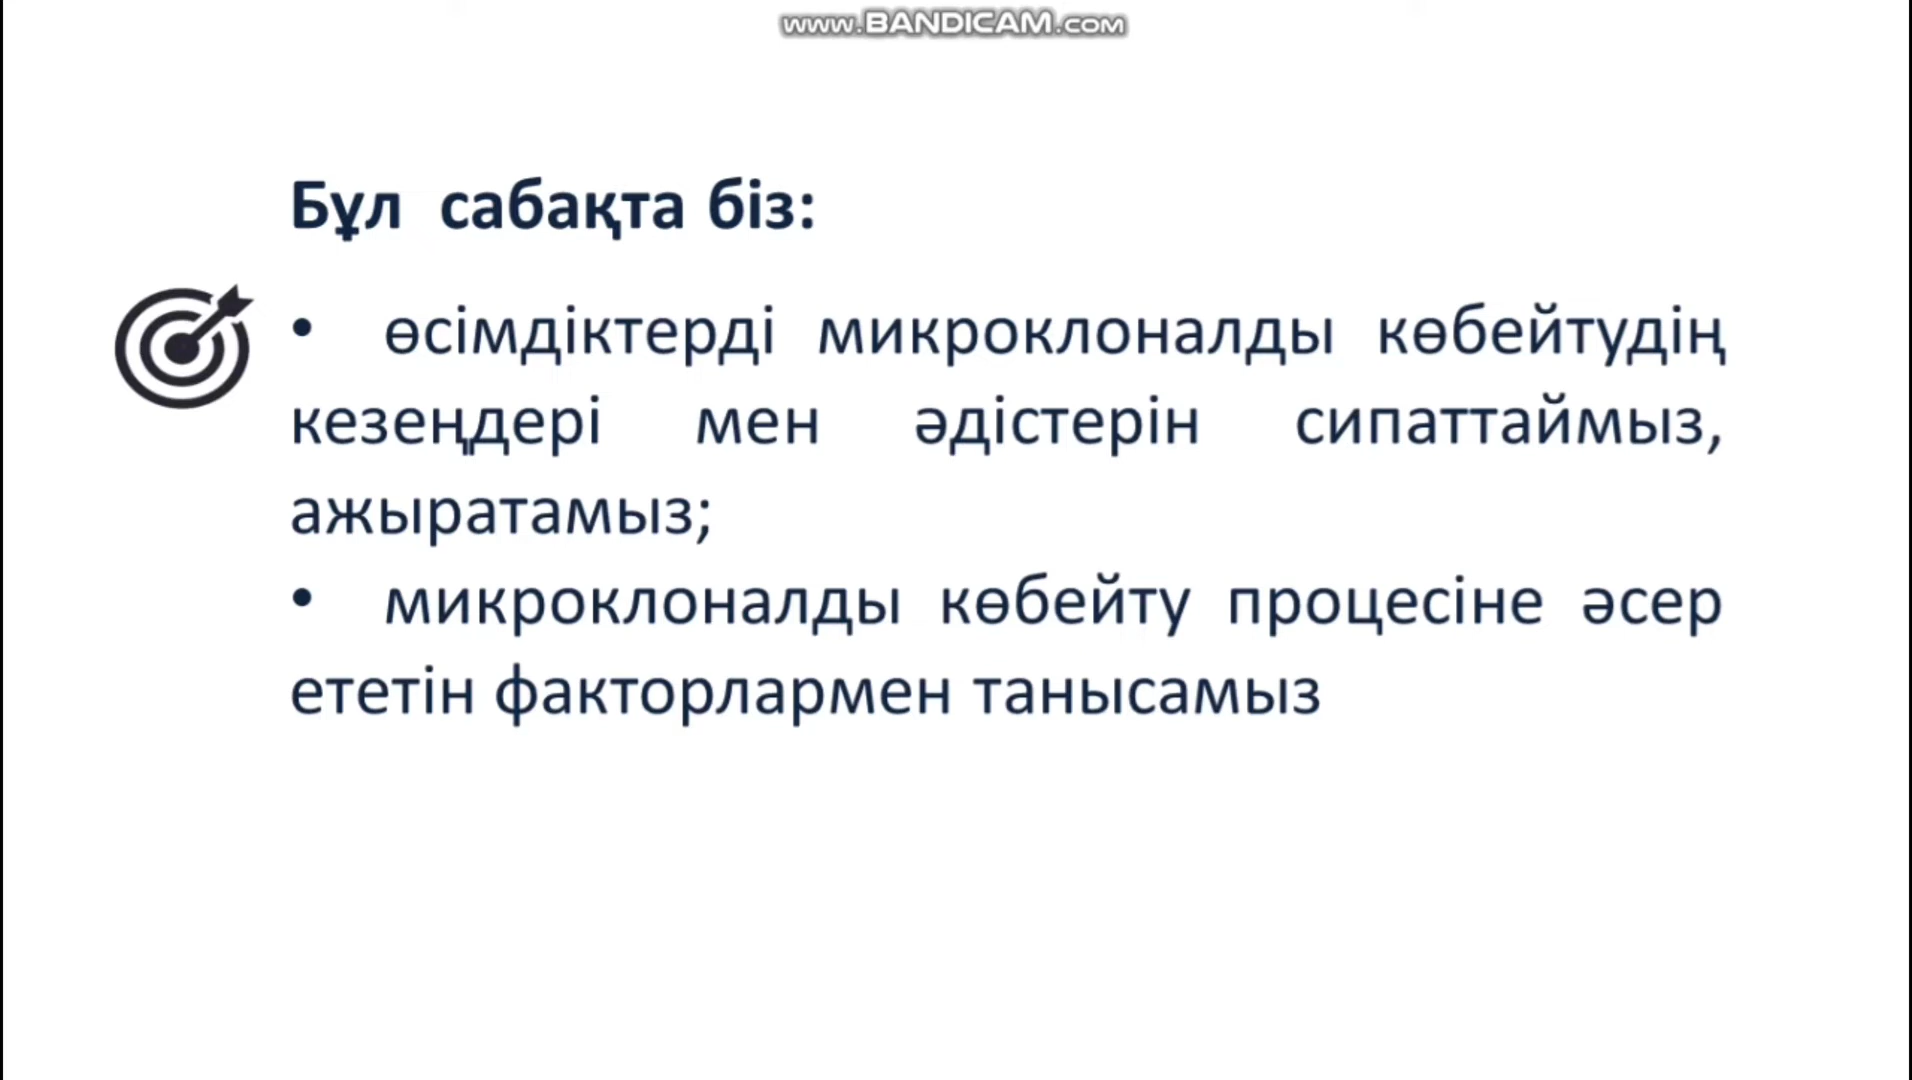 www.BANDICAM.com
Бұл сабақта біз:
• өсімдіктерді микроклоналды көбейтудің
кезеңдері мен әдістерін сипаттаймыз,
ажыратамыз;
• микроклоналды көбейту процесіне әсер
ететін факторлармен танысамыз